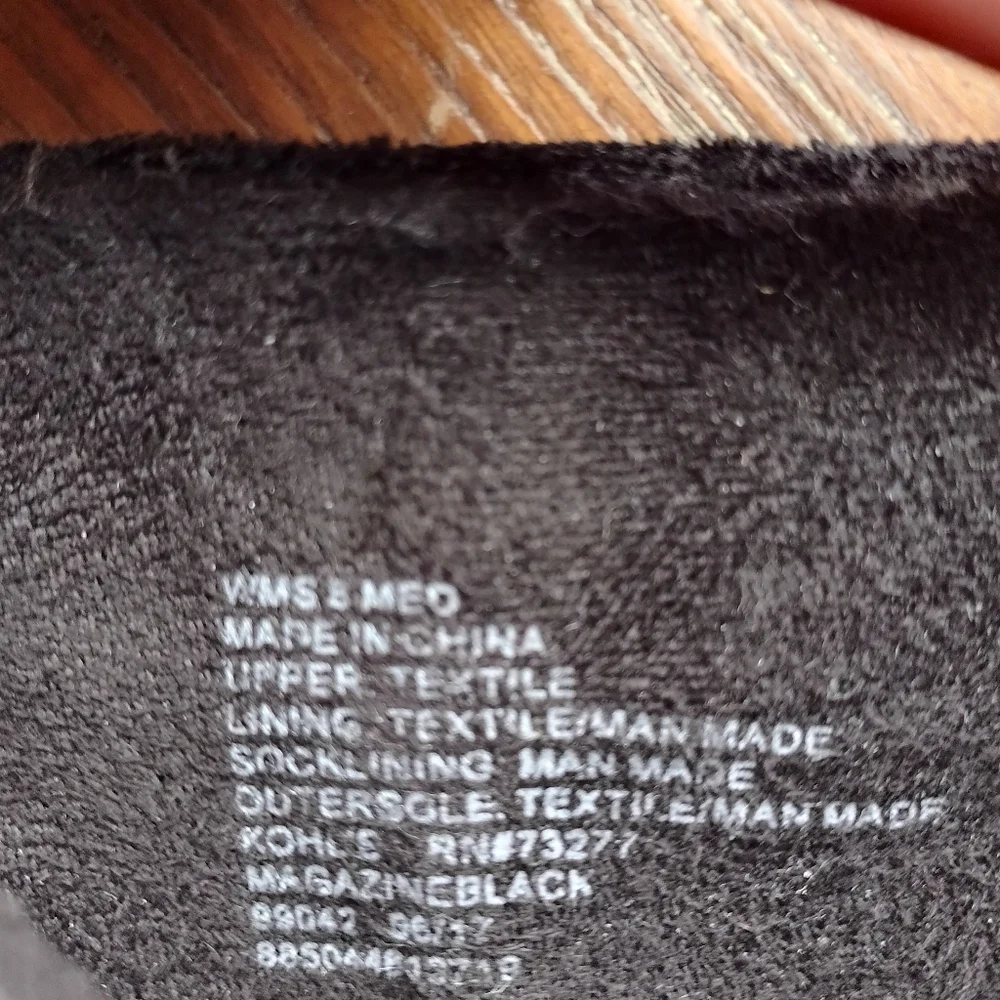 WMS 8 MED
MADE IN CHINA
UPPER TEXTILE
LINING TEXTILE/MAN MADE
SOCKLINING MAN MADE
OUTERSOLE TEXTILE/MAN MADE
KOHL'S RN#73277
MAGAZINEBLACK
99042